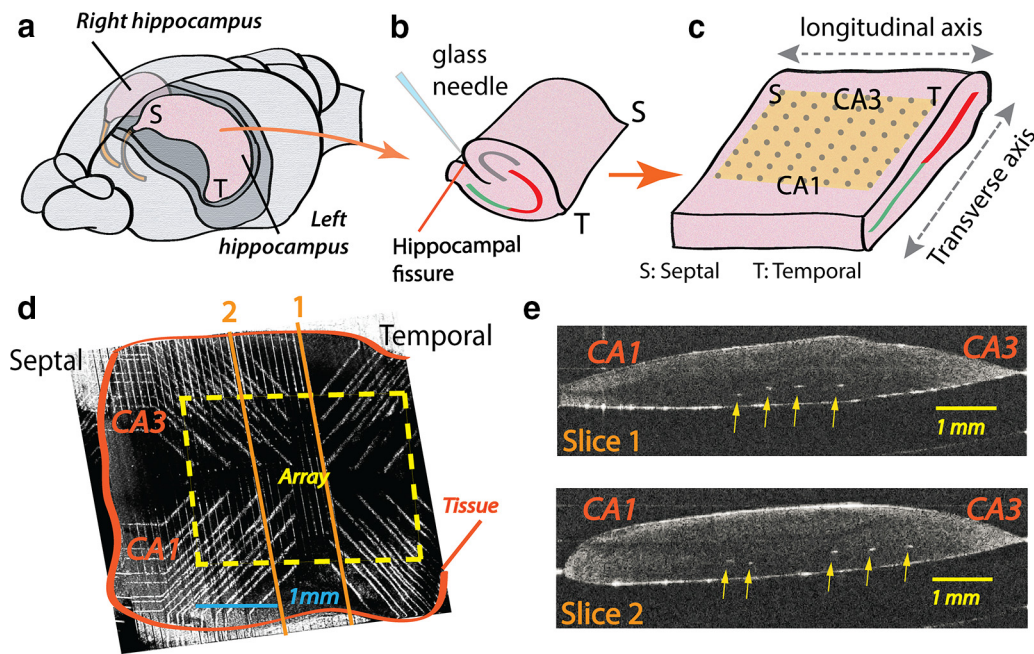 a
Right hippocampus
S
T
Left
hippocampus
b
glass
needle
S
T
Hippocampal
fissure
c
longitudinal axis
S
CA3
T
CA1
Transverse axis
S: Septal
T: Temporal
d
2
1
Septal
Temporal
CA3
Array
CA1
Tissue
1mm
e
CA1
CA3
1 mm
Slice 1
CA1
CA3
1 mm
Slice 2